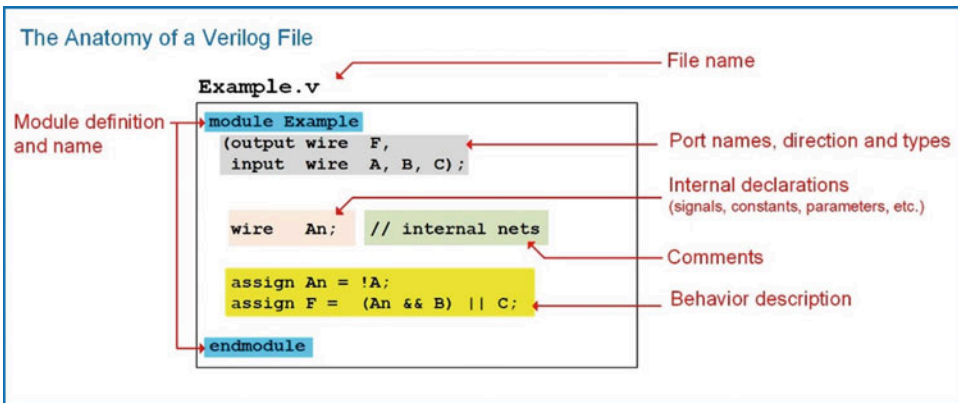 The Anatomy of a Verilog File
File name
Example.v
Module definition
and name
module Example
(output wire F,
input wire A, B, C);
Port names, direction and types
Internal declarations
(signals, constants, parameters, etc.)
wire An; // internal nets
Comments
assign An = !A;
assign F = (An && B) || C;
Behavior description
endmodule